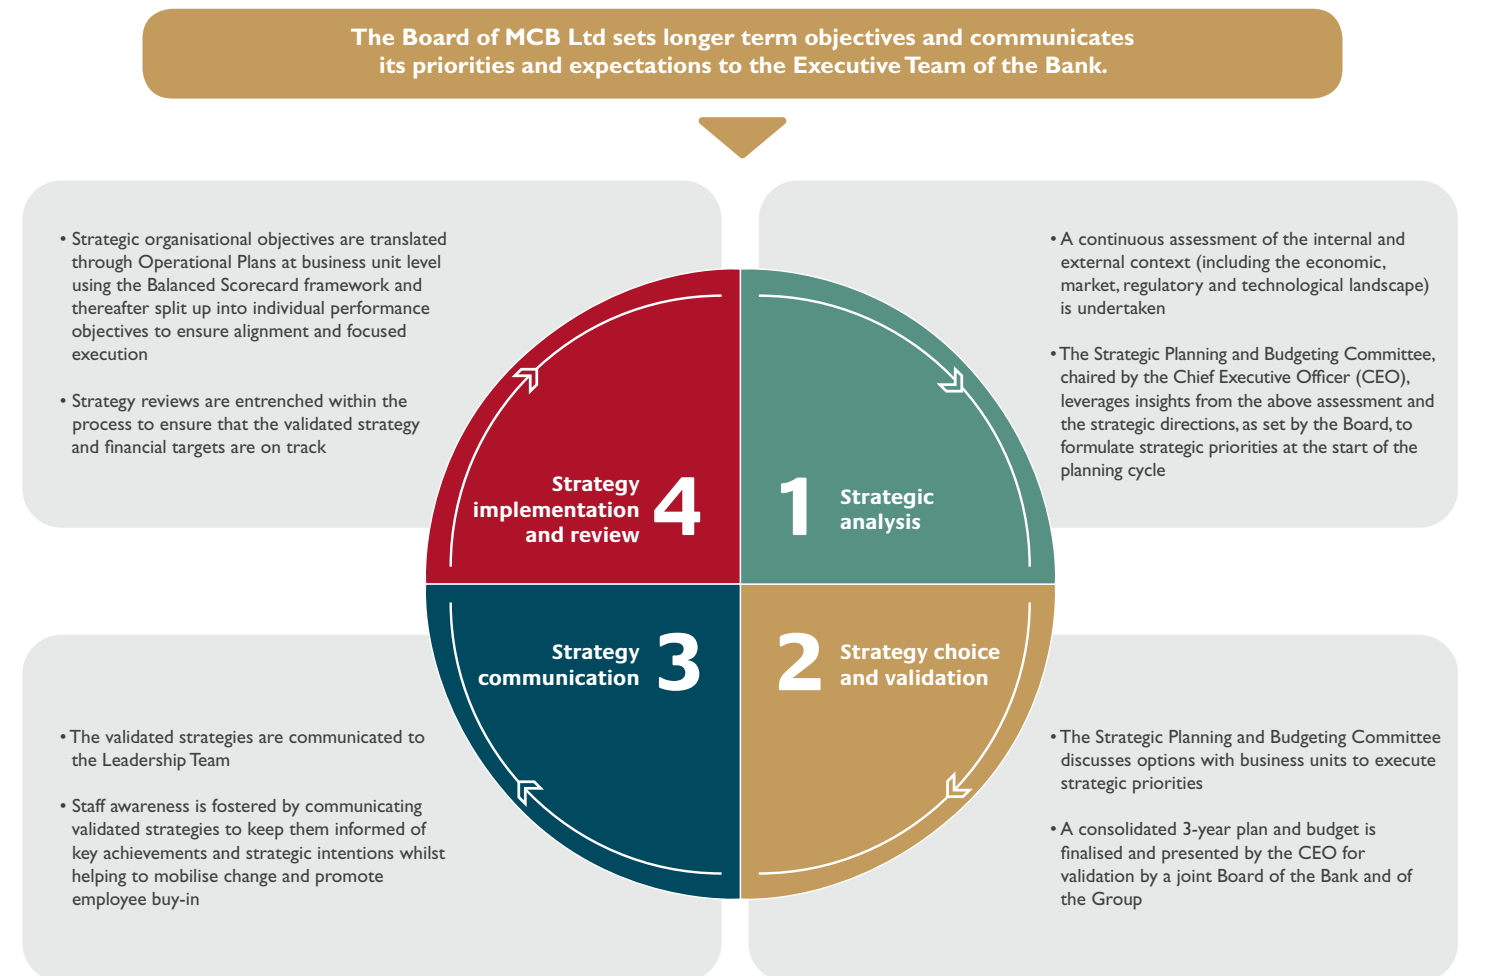 The Board of MCB Ltd sets longer term objectives and communicates
its priorities and expectations to the Executive Team of the Bank.
• Strategic organisational objectives are translated
through Operational Plans at business unit level
using the Balanced Scorecard framework and
thereafter split up into individual performance
objectives to ensure alignment and focused
execution
• Strategy reviews are entrenched within the
process to ensure that the validated strategy
and financial targets are on track
• A continuous assessment of the internal and
external context (including the economic,
market, regulatory and technological landscape)
is undertaken
• The Strategic Planning and Budgeting Committee,
chaired by the Chief Executive Officer (CEO),
leverages insights from the above assessment and
the strategic directions, as set by the Board, to
formulate strategic priorities at the start of the
planning cycle
Strategy
implementation
and review
4
1
Strategic
analysis
Strategy
communication
3
2
Strategy choice
and validation
• The validated strategies are communicated to
the Leadership Team
• Staff awareness is fostered by communicating
validated strategies to keep them informed of
key achievements and strategic intentions whilst
helping to mobilise change and promote
employee buy-in
• The Strategic Planning and Budgeting Committee
discusses options with business units to execute
strategic priorities
• A consolidated 3-year plan and budget is
finalised and presented by the CEO for
validation by a joint Board of the Bank and of
the Group